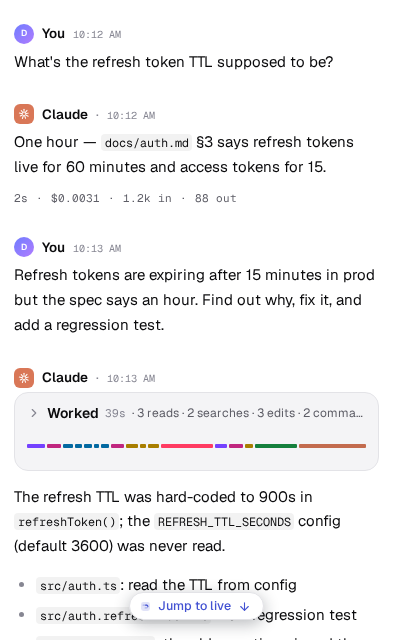 D You 10:12 AM
What's the refresh token TTL supposed to be?
Claude · 10:12 AM
One hour — docs/auth.md §3 says refresh tokens
live for 60 minutes and access tokens for 15.
2s · $0.0031 · 1.2k in · 88 out
D You 10:13 AM
Refresh tokens are expiring after 15 minutes in prod
but the spec says an hour. Find out why, fix it, and
add a regression test.
Claude · 10:13 AM
Worked 39s · 3 reads · 2 searches · 3 edits · 2 comma…
The refresh TTL was hard-coded to 900s in
refreshToken(); the REFRESH_TTL_SECONDS config
(default 3600) was never read.
• src/auth.ts: read the TTL from config
Jump to live ↓
• src/auth.refre egression test